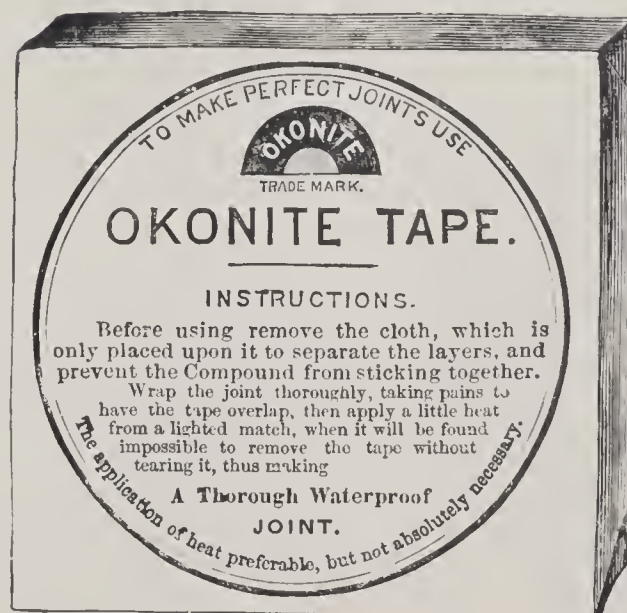 TO MAKE PERFECT JOINTS USE
OKONITE
TRADE MARK.
OKONITE TAPE.
INSTRUCTIONS.
Before using remove the cloth, which is
only placed upon it to separate the layers, and
prevent the Compound from sticking together.
Wrap the joint thoroughly, taking pains to
have the tape overlap, then apply a little heat
from a lighted match, when it will be found
impossible to remove the tape without
tearing it, thus making
A Thorough Waterproof
JOINT.
The application of heat preferable, but not absolutely necessary.